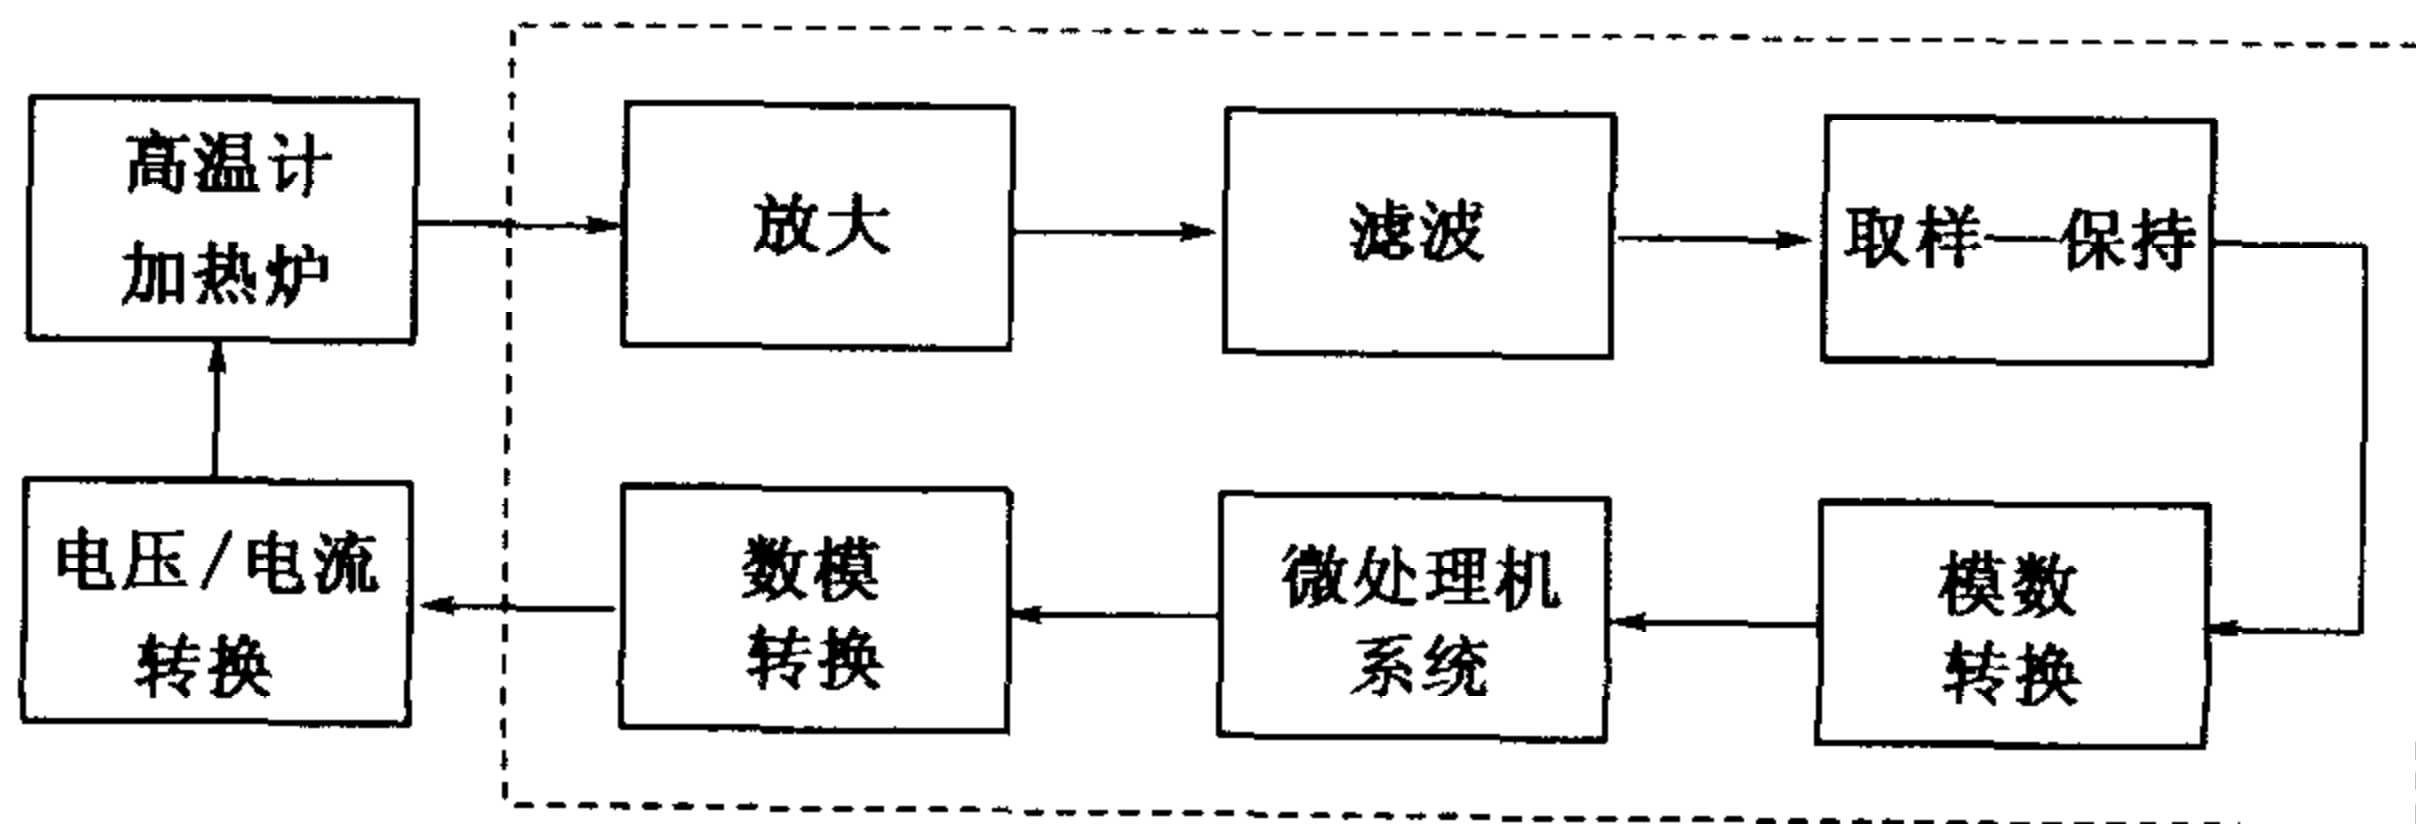 高温计
加热炉
放大
滤波
取样—保持
电压/电流
转换
数模
转换
微处理机
系统
模数
转换